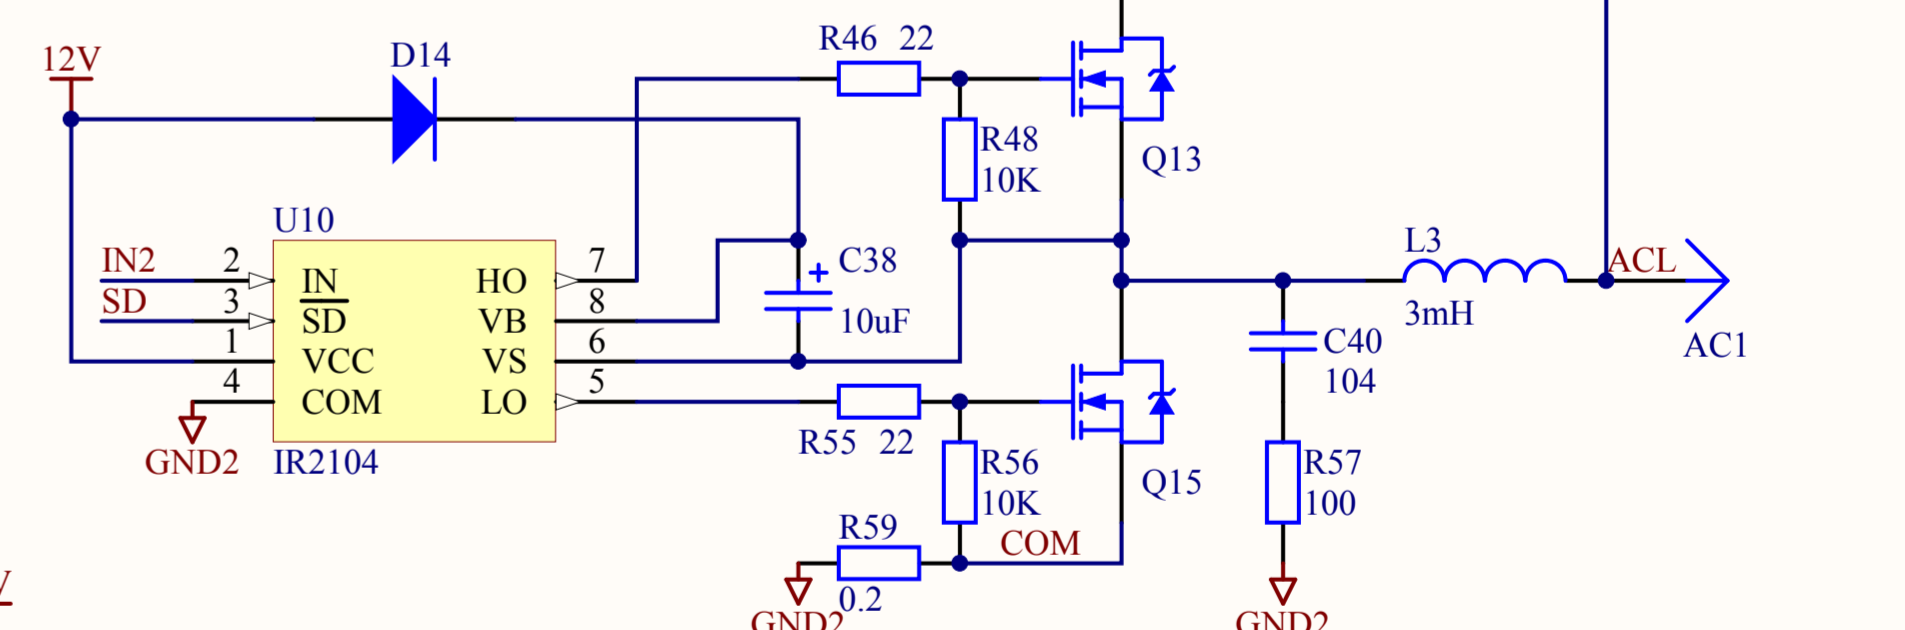 R46 22
12V
D14
R48
10K
Q13
U10
IN2
2
IN
HO
7
C38
10uF
SD
3
SD
VB
8
L3
ACL
3mH
AC1
1
VCC
VS
6
C40
104
4
COM
LO
5
GND2
IR2104
R55 22
R56
10K
Q15
R57
100
R59
COM
0.2
GND2
GND2